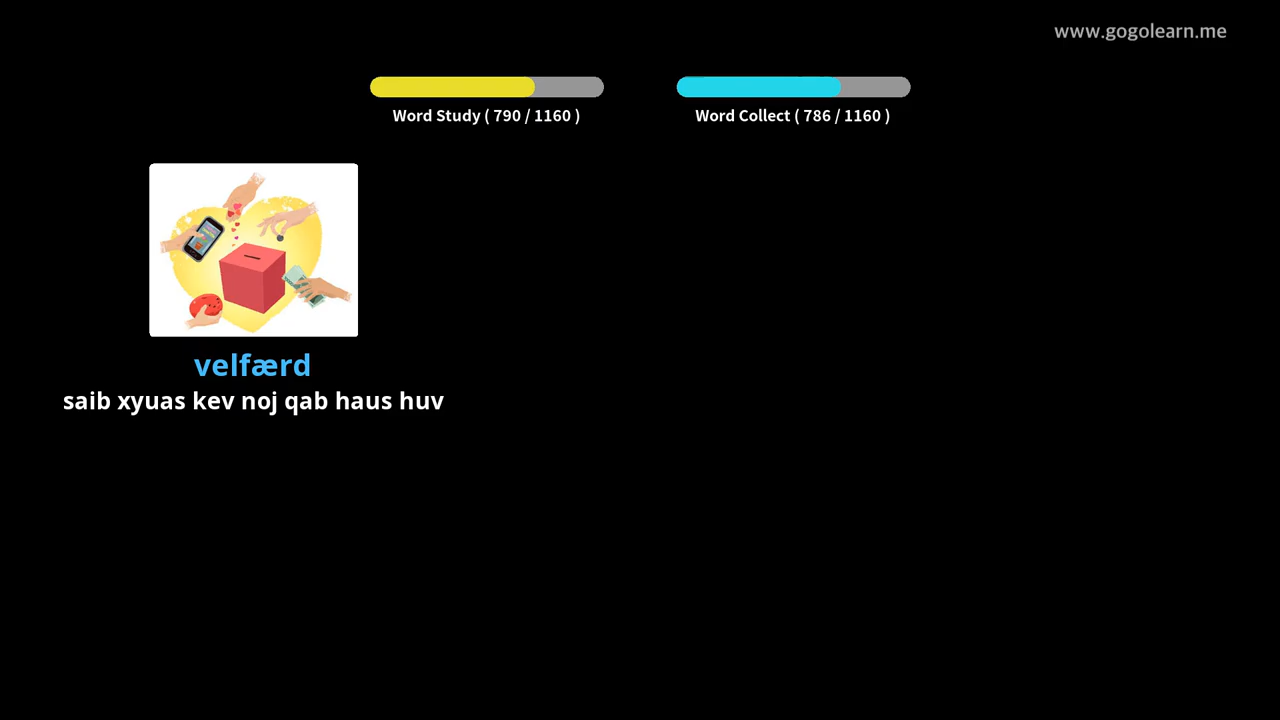 www.gogolearn.me
Word Study ( 790 / 1160 )
Word Collect ( 786 / 1160 )
velfærd
saib xyuas kev noj qab haus huv